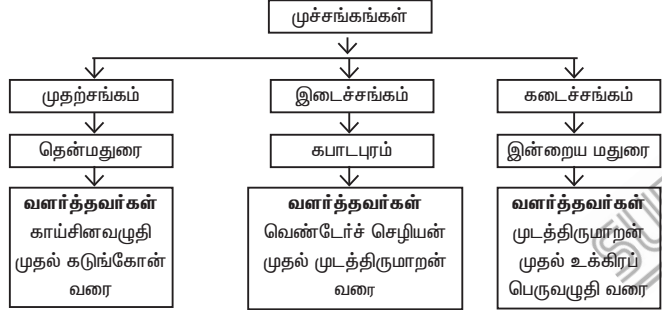 முச்சங்கங்கள்
முதற்சங்கம்
இடைச்சங்கம்
கடைச்சங்கம்
தென்மதுரை
கபாடபுரம்
இன்றைய மதுரை
வளர்த்தவர்கள்
காய்சினவழுதி
முதல் கடுங்கோன்
வரை
வளர்த்தவர்கள்
வெண்டேர்ச் செழியன்
முதல் முடத்திருமாறன்
வரை
வளர்த்தவர்கள்
முடத்திருமாறன்
முதல் உக்கிரப்
பெருவழுதி வரை